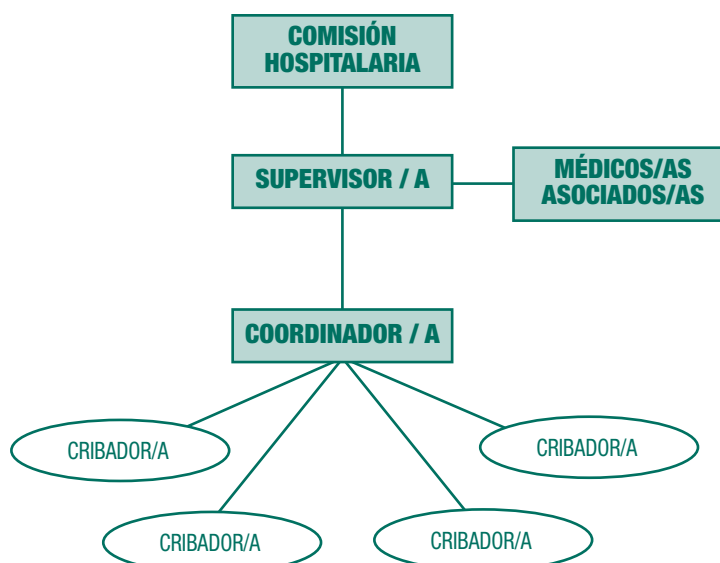 COMISIÓN
HOSPITALARIA
SUPERVISOR / A
MÉDICOS/AS
ASOCIADOS/AS
COORDINADOR / A
CRIBADOR/A
CRIBADOR/A
CRIBADOR/A
CRIBADOR/A